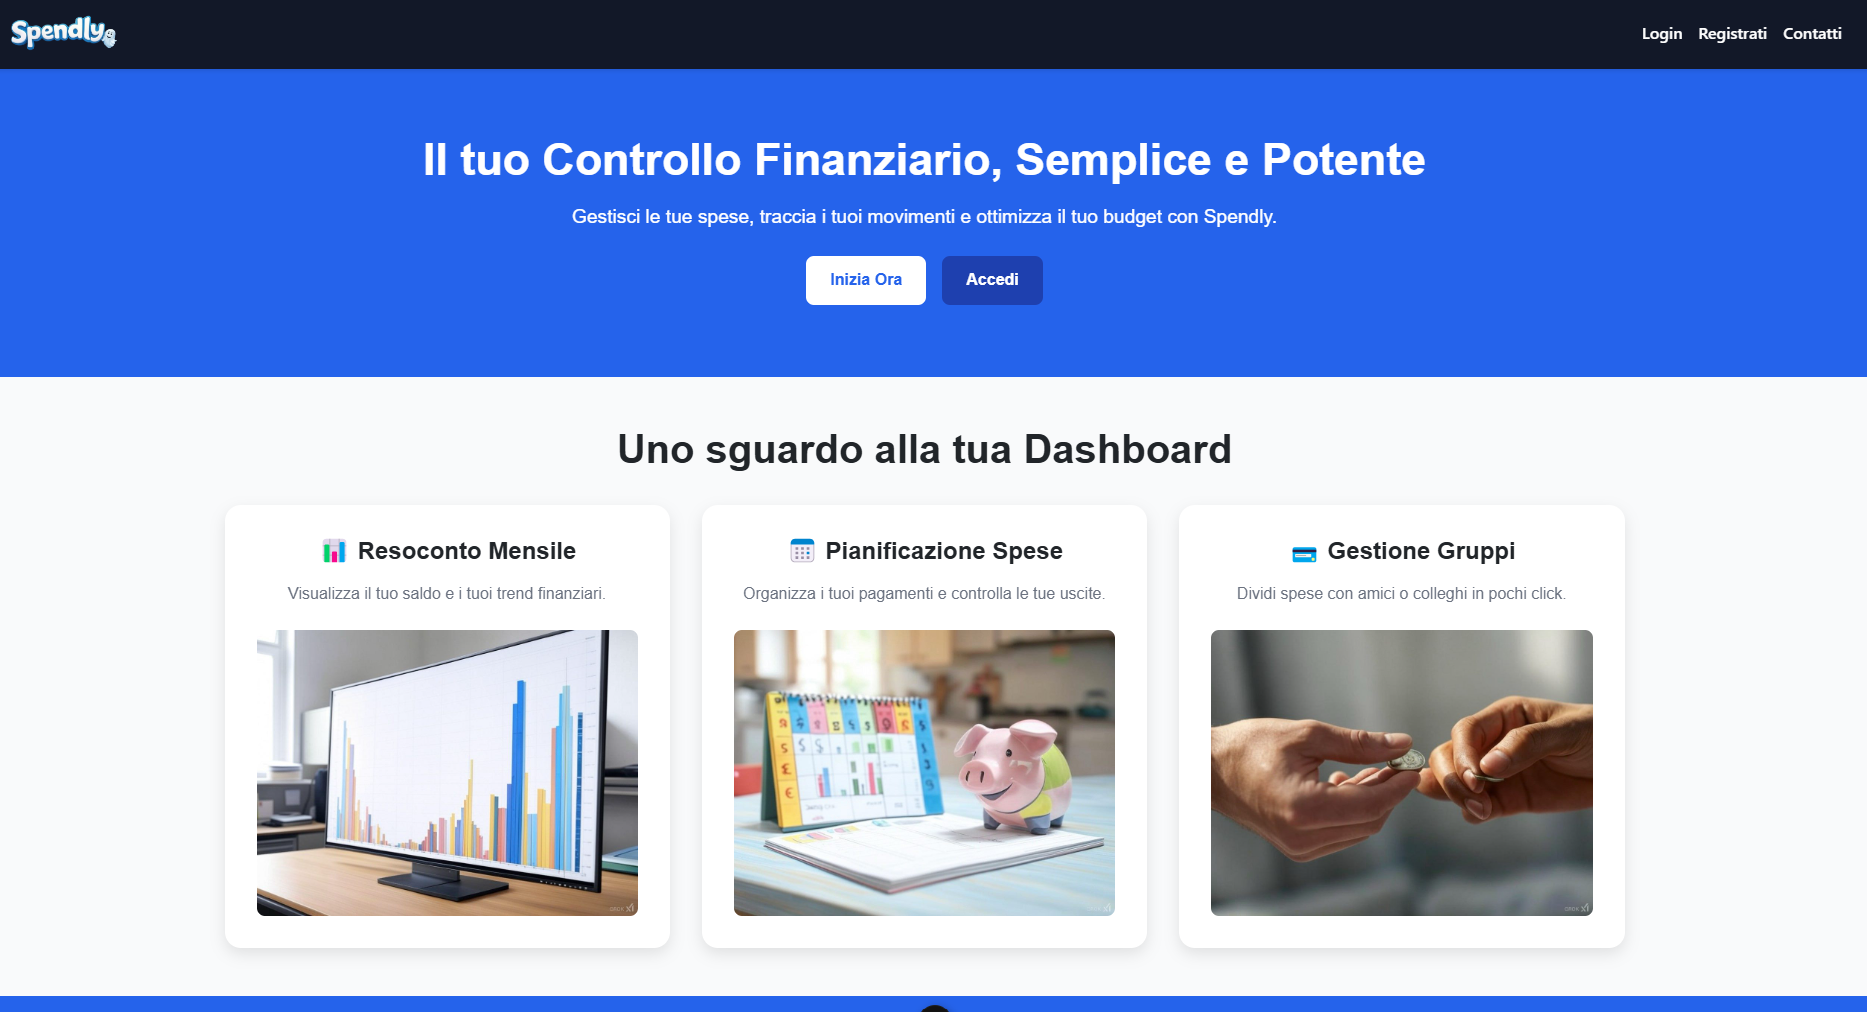 Spendly
Login Registrati Contatti
Il tuo Controllo Finanziario, Semplice e Potente
Gestisci le tue spese, traccia i tuoi movimenti e ottimizza il tuo budget con Spendly.
Inizia Ora Accedi
Uno sguardo alla tua Dashboard
Resoconto Mensile
Visualizza il tuo saldo e i tuoi trend finanziari.
Pianificazione Spese
Organizza i tuoi pagamenti e controlla le tue uscite.
Gestione Gruppi
Dividi spese con amici o colleghi in pochi click.